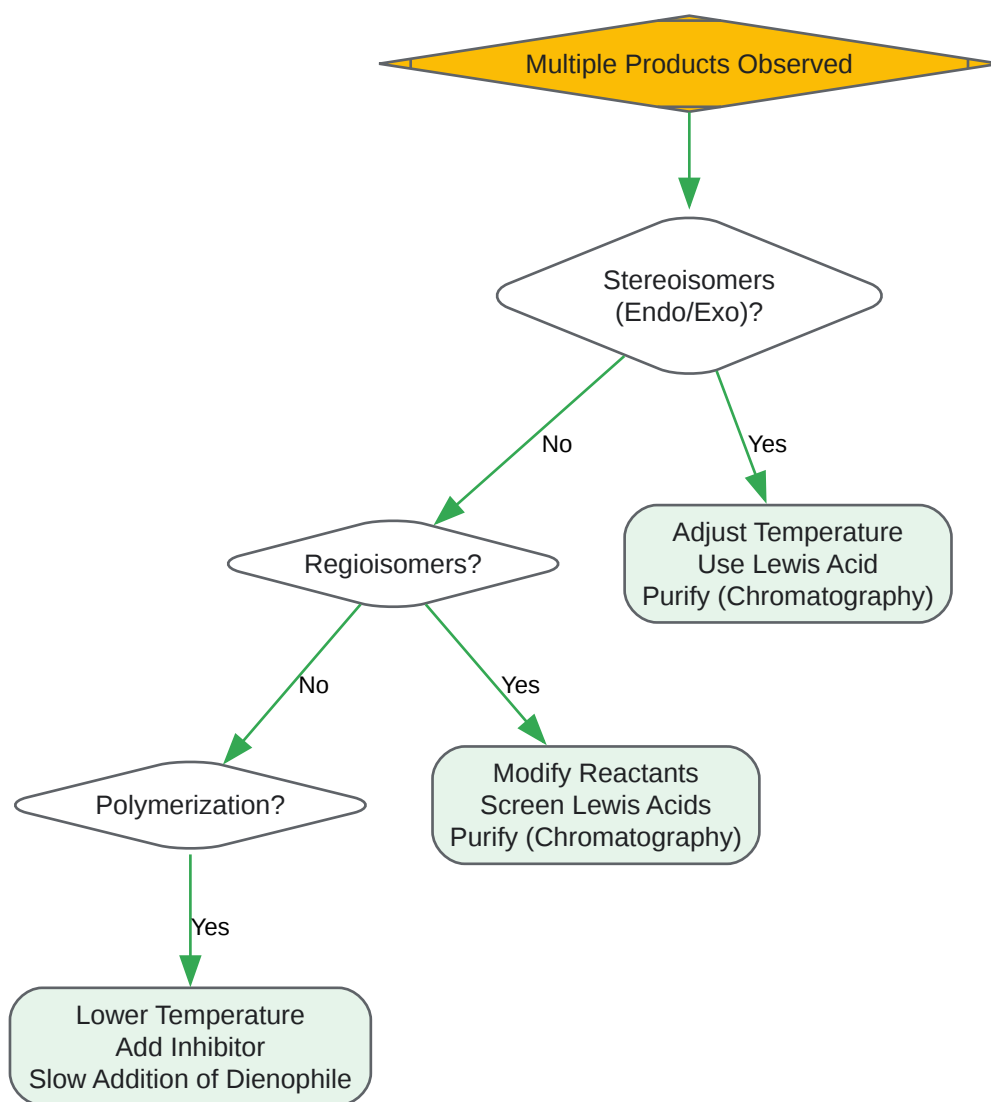 Multiple Products Observed
Stereoisomers
(Endo/Exo)?
No
Yes
Adjust Temperature
Use Lewis Acid
Purify (Chromatography)
Regioisomers?
No
Yes
Modify Reactants
Screen Lewis Acids
Purify (Chromatography)
Polymerization?
Yes
Lower Temperature
Add Inhibitor
Slow Addition of Dienophile